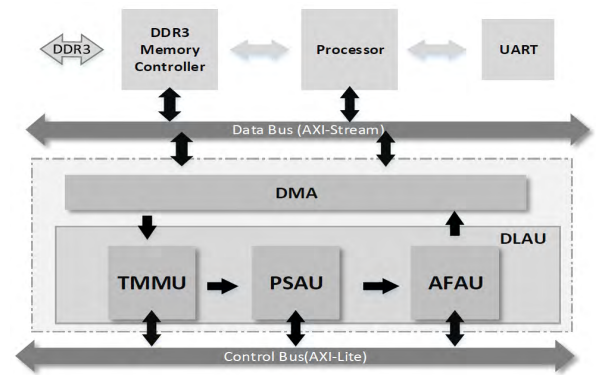 DDR3
DDR3
Memory
Controller
Processor
UART
Data Bus (AXI-Stream)
DMA
DLAU
TMMU
PSAU
AFAU
Control Bus(AXI-Lite)